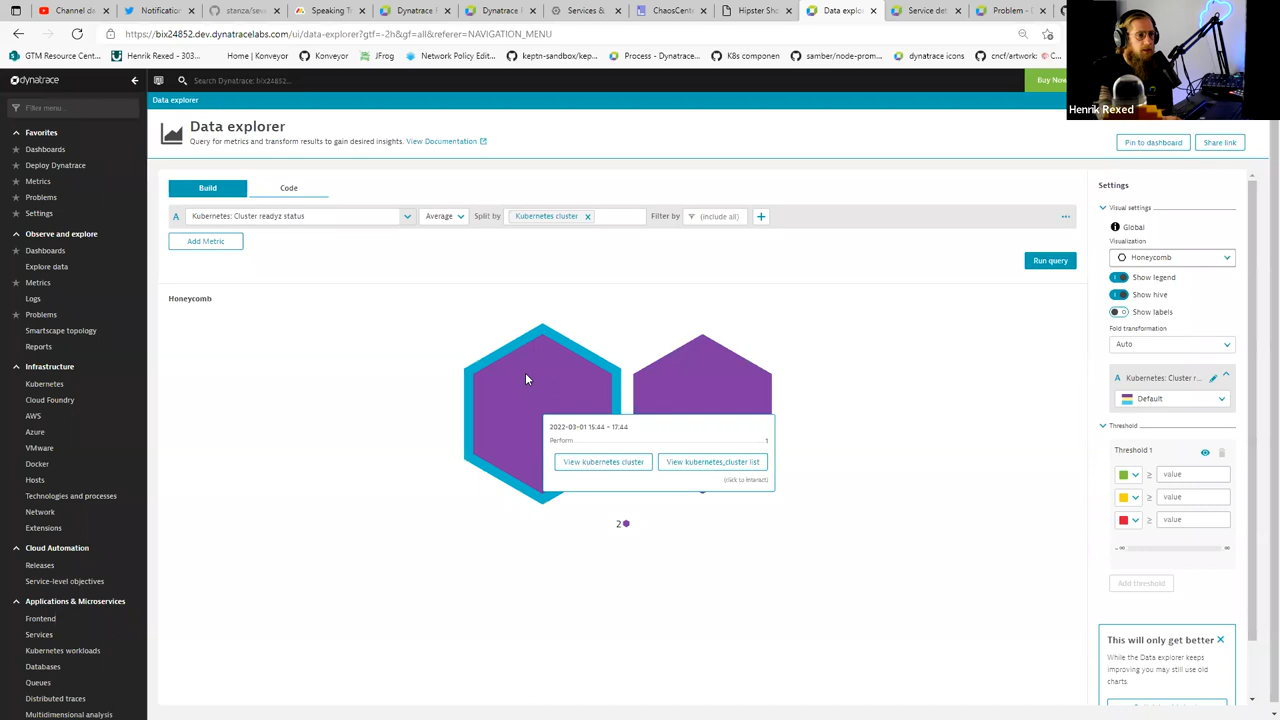 Channel d
Notification
stanza/seve
Speaking T
Dynatrace |
Dynatrace |
Services &
ChaosCente
Cluster Sho
Data explo
Service det
Problem - D
https://bix24852.dev.dynatracelabs.com/ui/data-explorer?gtf=-2h&gf=all&referer=NAVIGATION_MENU
GTM Resource Cent...
Henrik Rexed - 303...
Home | Konveyor
Konveyor
JFrog
Network Policy Edit...
keptn-sandbox/kep...
Process - Dynatrac...
K8s componen
samber/node-prom...
dynatrace icons
cncf/artwork:
Henrik Rexed
dynatrace
Search Dynatrace: bix2485...
Buy Now
Filter menu...
Data explorer
Favorites
Dashboards
Deploy Dynatrace
Metrics
Problems
Settings
Observe and explore
Dashboards
Explore data
Metrics
Logs
Problems
Smartscape topology
Reports
Infrastructure
Kubernetes
Cloud Foundry
AWS
Azure
VMware
Docker
Hosts
Technologies and processes
Network
Extensions
Cloud Automation
Releases
Service-level objectives
Applications & Microservices
Frontend
Services
Kubernetes workloads
Databases
Queues
Distributed traces
Multidimensional analysis
Data explorer
Query for metrics and transform results to gain desired insights. View Documentation
Pin to dashboard
Share link
Build
Code
A Kubernetes: Cluster readyz status Average Split by Kubernetes cluster × Filter by (include all) + ...
Add Metric
Run query
Honeycomb
2022-03-01 15:44 - 17:44
Perform 1
View kubernetes cluster
View kubernetes_cluster list
(click to interact)
2
Settings
Visual settings
Global
Visualization
Honeycomb
Show legend
Show hive
Show labels
Fold transformation
Auto
A Kubernetes: Cluster r...
Default
Threshold
Threshold 1
≥ value
≥ value
≥ value
-∞ ∞
Add threshold
This will only get better ×
While the Data explorer keeps
improving you may still use old
charts.